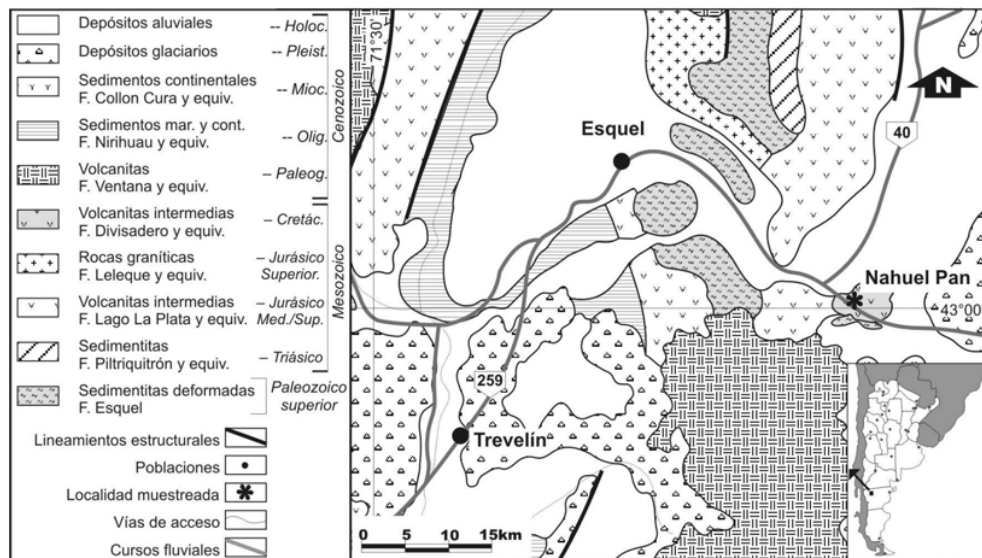 Depósitos aluviales -- Holoc.
Depósitos glaciarios -- Pleist.
Sedimentos continentales
F. Collon Cura y equiv. -- Mioc.
Sedimentos mar. y cont.
F. Nirihuau y equiv. -- Olig.
Volcanitas
F. Ventana y equiv. – Paleog.
Cenozoico
Volcanitas intermedias
F. Divisadero y equiv. – Cretác.
Rocas graníticas – Jurásico
F. Leleque y equiv. Superior.
Volcanitas intermedias – Jurásico
F. Lago La Plata y equiv. Med./Sup.
Sedimentitas
F. Piltriquitrón y equiv. – Triásico
Mesozoico
Sedimentitas deformadas Paleozoico
F. Esquel superior
Lineamientos estructurales
Poblaciones
Localidad muestreada
Vías de acceso
Cursos fluviales
71°30'
N
40
Esquel
Nahuel Pan
43°00'
259
Trevelín
0 5 10 15km